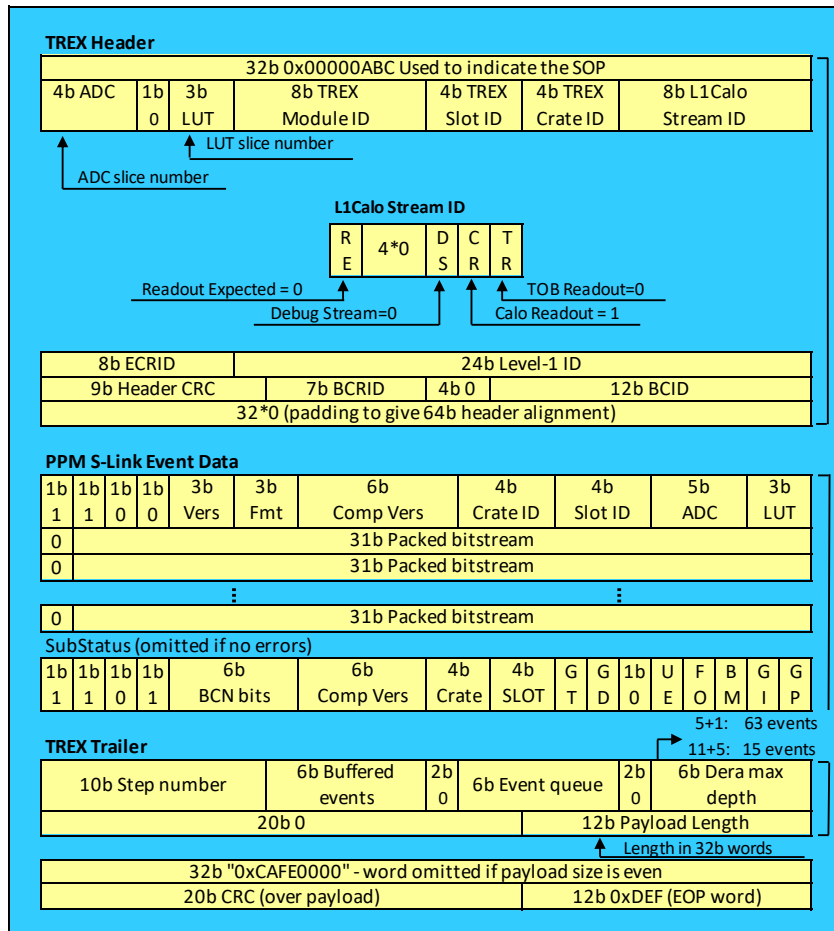 TREX Header
32b 0x00000ABC Used to indicate the SOP
4b ADC 1b 3b 8b TREX 4b TREX 4b TREX 8b L1Calo
0 LUT Module ID Slot ID Crate ID Stream ID
LUT slice number
ADC slice number
L1Calo Stream ID
R 4*0 D C T
E S R R
Readout Expected = 0 TOB Readout=0
Debug Stream=0 Calo Readout = 1
8b ECRID 24b Level-1 ID
9b Header CRC 7b BCRID 4b 0 12b BCID
32*0 (padding to give 64b header alignment)
PPM S-Link Event Data
1b 1b 1b 1b 3b 3b 6b 4b 4b 5b 3b
1 1 0 0 Vers Fmt Comp Vers Crate ID Slot ID ADC LUT
0 31b Packed bitstream
0 31b Packed bitstream
0 31b Packed bitstream
SubStatus (omitted if no errors)
1b 1b 1b 1b 6b 6b 4b 4b G G 1b U F B G G
1 1 0 1 BCN bits Comp Vers Crate SLOT T D 0 E O M I P
5+1: 63 events
TREX Trailer 11+5: 15 events
10b Step number 6b Buffered 2b 6b Event queue 2b 6b Dera max
events 0 0 depth
20b 0 12b Payload Length
Length in 32b words
32b "0xCAFE0000" - word omitted if payload size is even
20b CRC (over payload) 12b 0xDEF (EOP word)